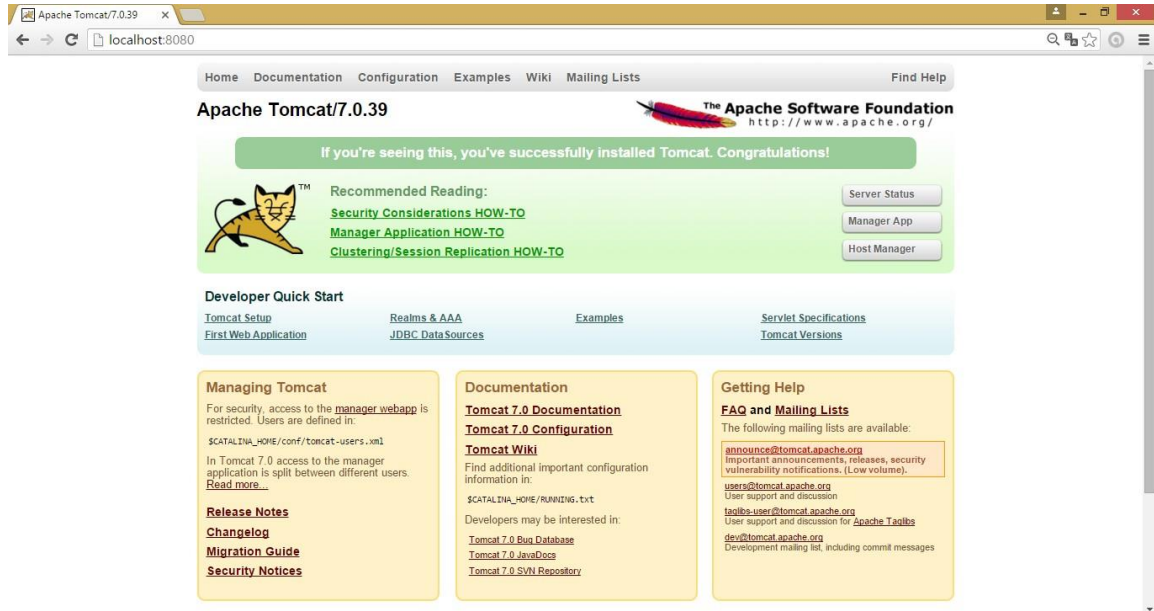 Apache Tomcat/7.0.39
localhost:8080
Home Documentation Configuration Examples Wiki Mailing Lists Find Help
Apache Tomcat/7.0.39
The Apache Software Foundation
http://www.apache.org/
If you're seeing this, you've successfully installed Tomcat. Congratulations!
TM
Recommended Reading:
Security Considerations HOW-TO
Manager Application HOW-TO
Clustering/Session Replication HOW-TO
Server Status
Manager App
Host Manager
Developer Quick Start
Tomcat Setup
First Web Application
Realms & AAA
JDBC DataSources
Examples
Servlet Specifications
Tomcat Versions
Managing Tomcat
For security, access to the manager webapp is
restricted. Users are defined in:
$CATALINA_HOME/conf/tomcat-users.xml
In Tomcat 7.0 access to the manager
application is split between different users.
Read more...
Release Notes
Changelog
Migration Guide
Security Notices
Documentation
Tomcat 7.0 Documentation
Tomcat 7.0 Configuration
Tomcat Wiki
Find additional important configuration
information in:
$CATALINA_HOME/RUNNING.txt
Developers may be interested in:
Tomcat 7.0 Bug Database
Tomcat 7.0 JavaDocs
Tomcat 7.0 SVN Repository
Getting Help
FAQ and Mailing Lists
The following mailing lists are available:
announce@tomcat.apache.org
Important announcements, releases, security
vulnerability notifications. (Low volume).
users@tomcat.apache.org
User support and discussion
taglibs-user@tomcat.apache.org
User support and discussion for Apache Taglibs
dev@tomcat.apache.org
Development mailing list, including commit messages